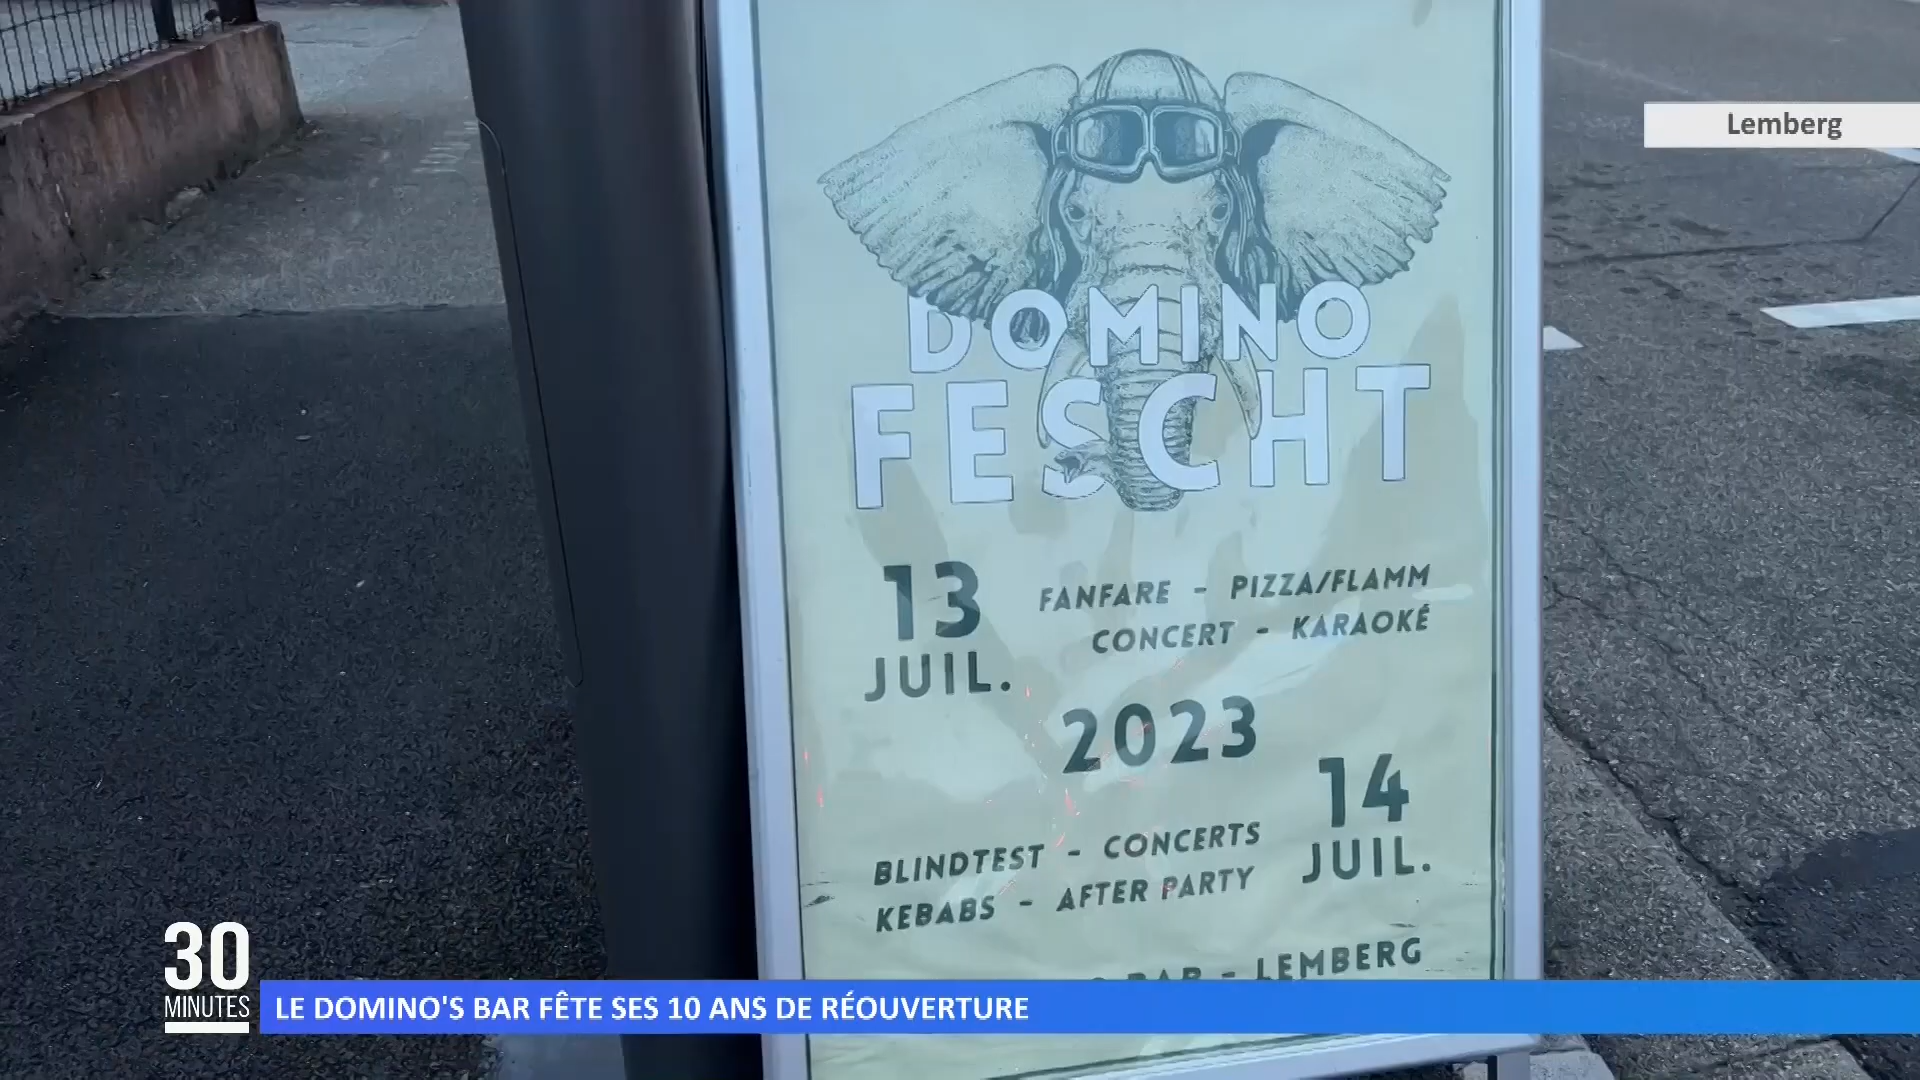 Lemberg
DOMINO
FESCHT
13
JUIL.
FANFARE - PIZZA/FLAMM
CONCERT - KARAOKÉ
2023
14
JUIL.
BLINDTEST - CONCERTS
KEBABS - AFTER PARTY
BAR - LEMBERG
30
MINUTES
LE DOMINO'S BAR FÊTE SES 10 ANS DE RÉOUVERTURE